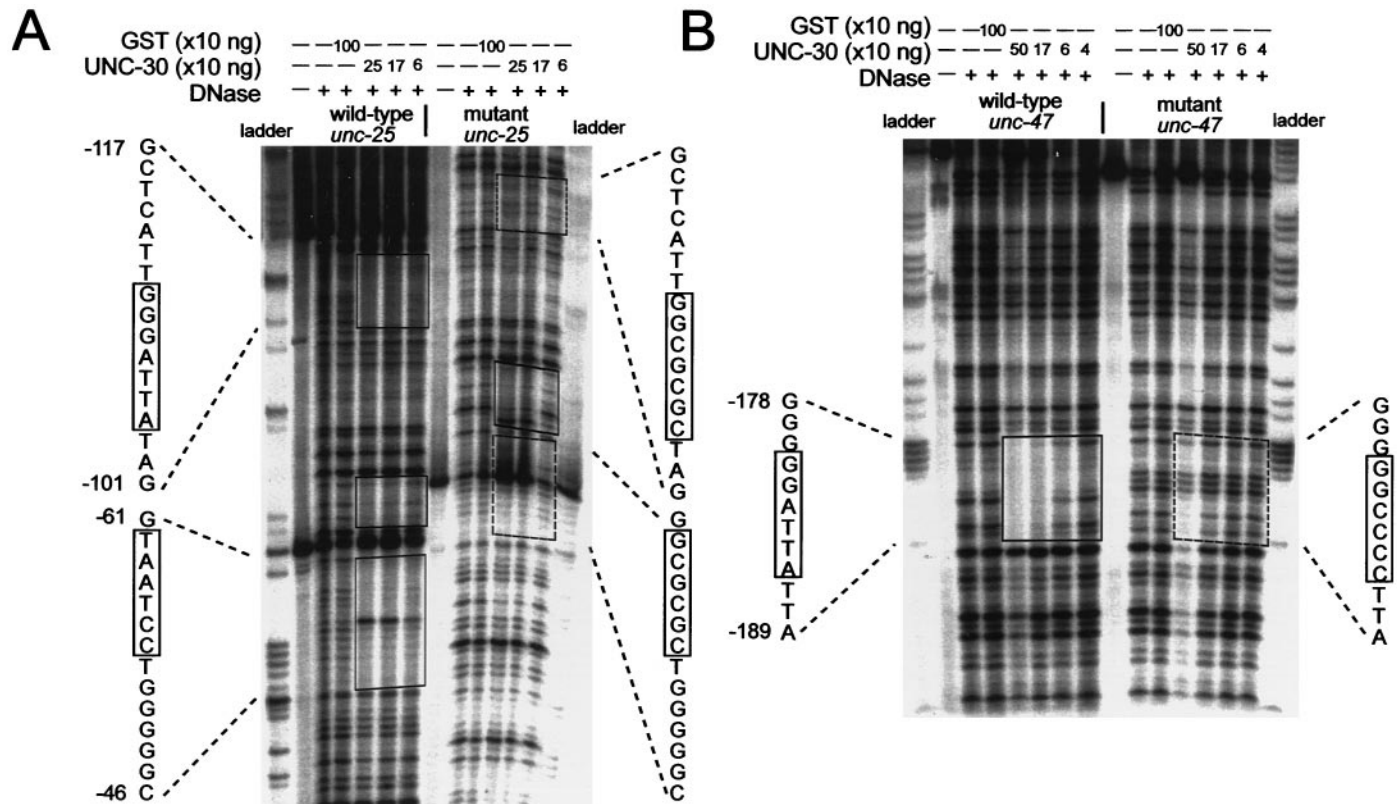 A
GST (x10 ng) – – 100 – – – – – 100 – – –
UNC-30 (x10 ng) – – – 25 17 6 – – – 25 17 6
DNase – + + + + + – + + + + +
ladder
wild-type
unc-25
mutant
unc-25
ladder
-117
G
C
T
C
A
T
T
G
G
G
A
T
T
A
T
A
G
-101
-61
G
T
A
A
T
C
C
T
G
G
G
G
G
C
-46
G
C
T
C
A
T
T
G
G
C
G
C
G
C
T
A
G
G
G
C
G
C
G
C
T
G
G
G
G
G
C
B
GST (x10 ng) – – 100 – – – – – – 100 – – – –
UNC-30 (x10 ng) – – – 50 17 6 4 – – – 50 17 6 4
DNase – + + + + + + – + + + + + +
ladder
wild-type
unc-47
mutant
unc-47
ladder
-178
G
G
G
G
G
A
T
T
A
T
T
A
-189
G
G
G
G
G
C
C
C
C
T
T
A